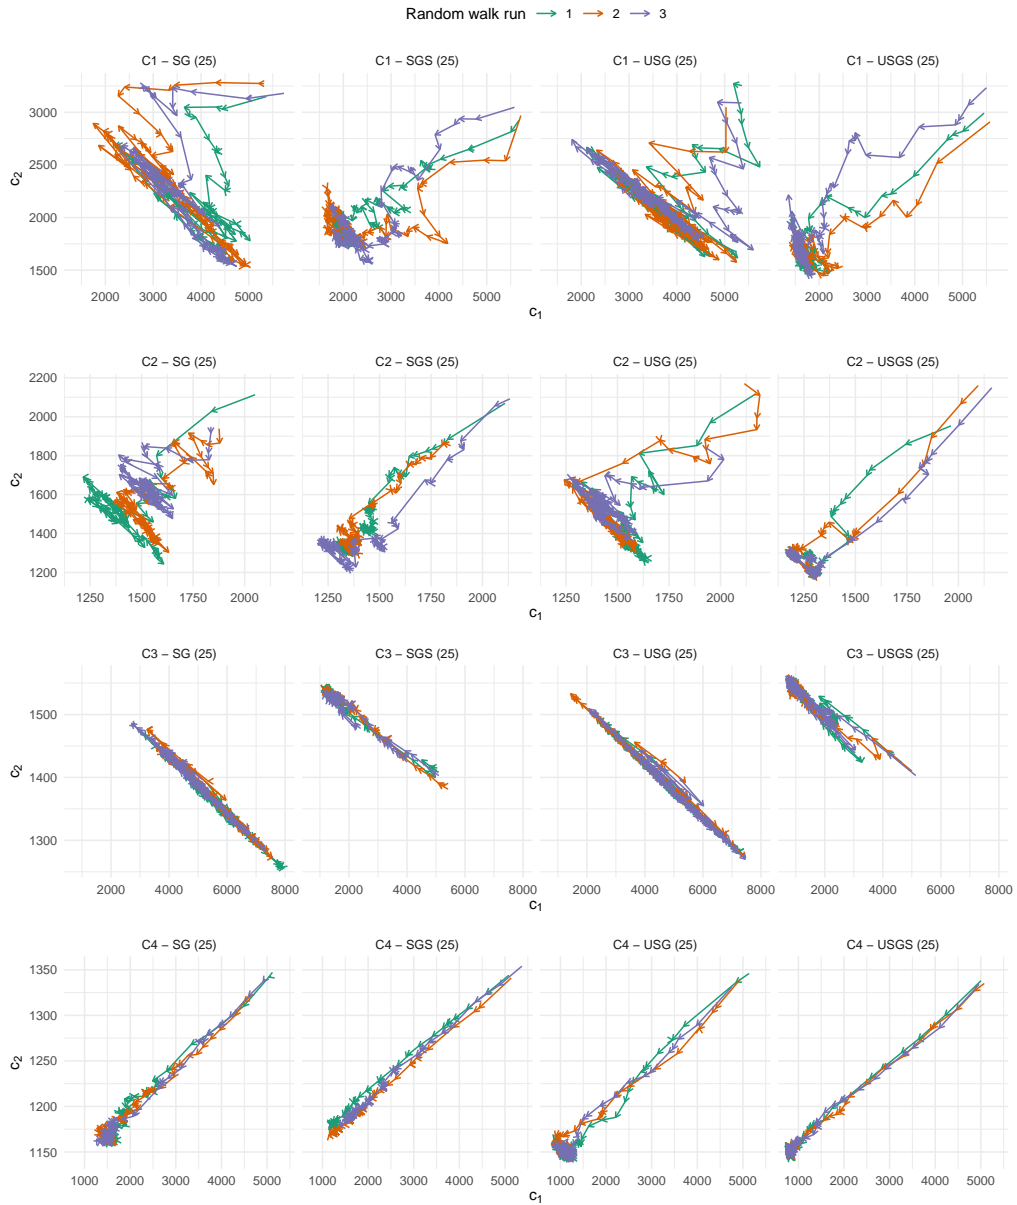 Random walk run 1 2 3
C1 − SG (25) C1 − SGS (25) C1 − USG (25) C1 − USGS (25)
3000
2500
2000
1500
c2
2000 3000 4000 5000 2000 3000 4000 5000 2000 3000 4000 5000 2000 3000 4000 5000
c1
C2 − SG (25) C2 − SGS (25) C2 − USG (25) C2 − USGS (25)
2200
2000
1800
1600
1400
1200
c2
1250 1500 1750 2000 1250 1500 1750 2000 1250 1500 1750 2000 1250 1500 1750 2000
c1
C3 − SG (25) C3 − SGS (25) C3 − USG (25) C3 − USGS (25)
1500
1400
1300
c2
2000 4000 6000 8000 2000 4000 6000 8000 2000 4000 6000 8000 2000 4000 6000 8000
c1
C4 − SG (25) C4 − SGS (25) C4 − USG (25) C4 − USGS (25)
1350
1300
1250
1200
1150
c2
1000 2000 3000 4000 5000 1000 2000 3000 4000 5000 1000 2000 3000 4000 5000 1000 2000 3000 4000 5000
c1